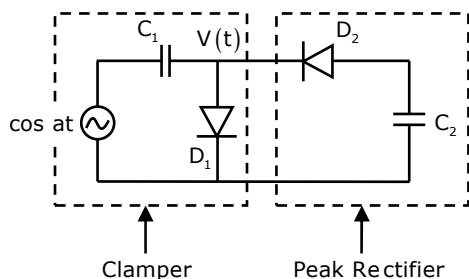 C₁
V(t)
D₂
cos at
D₁
C₂
Clamper
Peak Rectifier